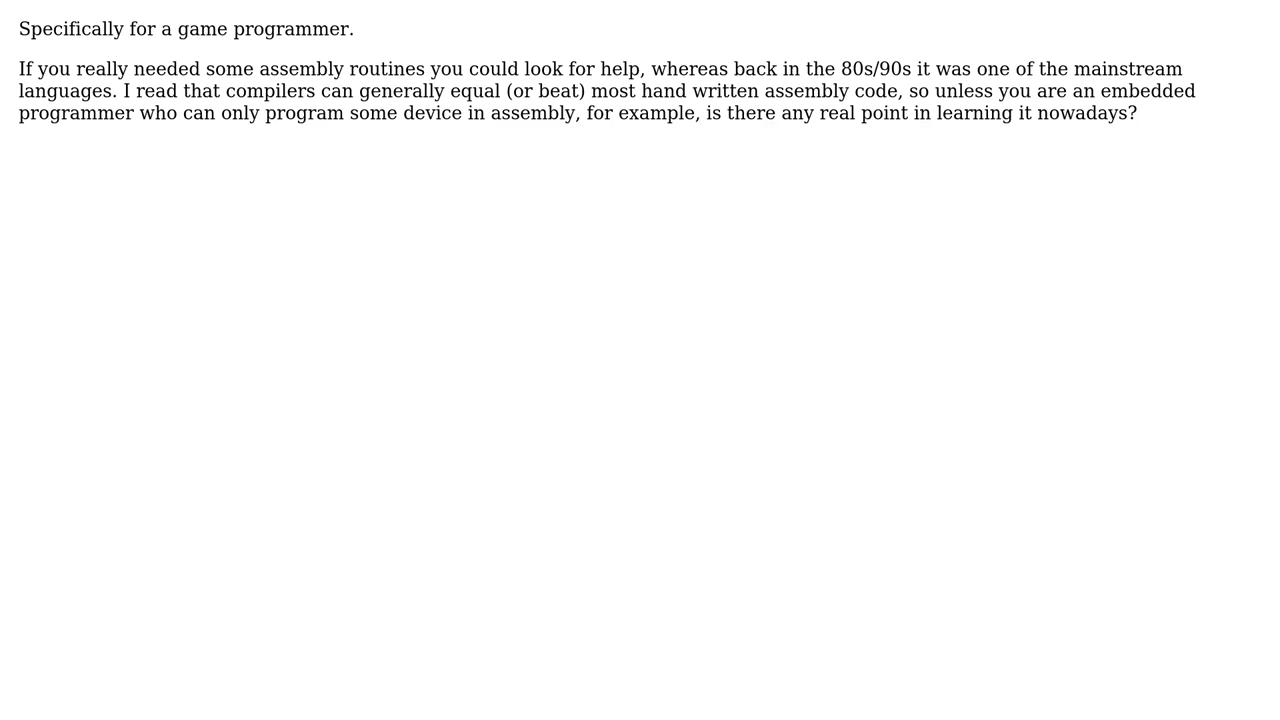 Specifically for a game programmer.
If you really needed some assembly routines you could look for help, whereas back in the 80s/90s it was one of the mainstream
languages. I read that compilers can generally equal (or beat) most hand written assembly code, so unless you are an embedded
programmer who can only program some device in assembly, for example, is there any real point in learning it nowadays?